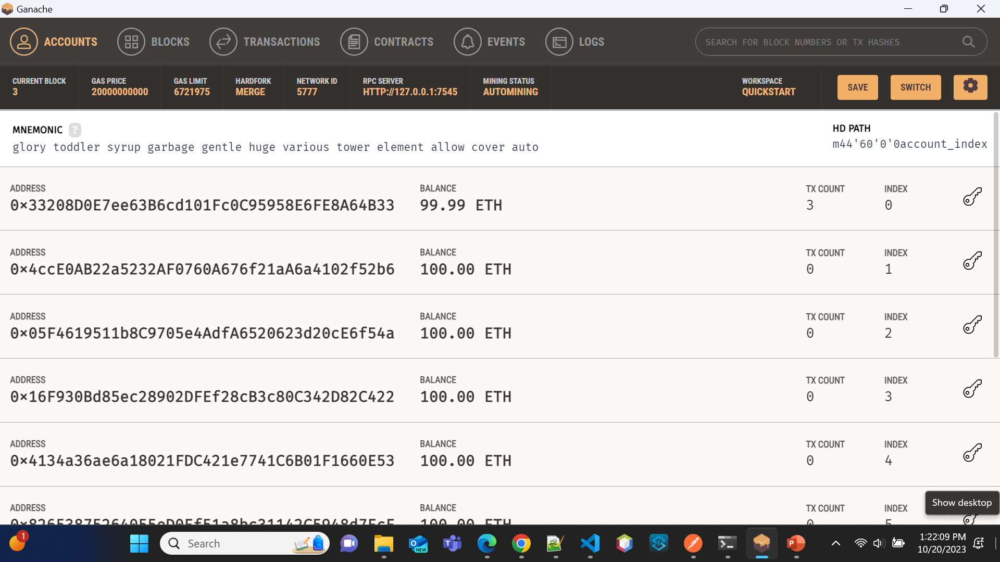 Ganache
ACCOUNTS BLOCKS TRANSACTIONS CONTRACTS EVENTS LOGS SEARCH FOR BLOCK NUMBERS OR TX HASHES
CURRENT BLOCK GAS PRICE GAS LIMIT HARDFORK NETWORK ID RPC SERVER MINING STATUS WORKSPACE
3 20000000000 6721975 MERGE 5777 HTTP://127.0.0.1:7545 AUTOMINING QUICKSTART SAVE SWITCH
MNEMONIC ? HD PATH
glory toddler syrup garbage gentle huge various tower element allow cover auto m44'60'0'0account_index
ADDRESS BALANCE TX COUNT INDEX
0×33208D0E7ee63B6cd101Fc0C95958E6FE8A64B33 99.99 ETH 3 0
ADDRESS BALANCE TX COUNT INDEX
0×4ccE0AB22a5232AF0760A676f21aA6a4102f52b6 100.00 ETH 0 1
ADDRESS BALANCE TX COUNT INDEX
0×05F4619511b8C9705e4AdfA6520623d20cE6f54a 100.00 ETH 0 2
ADDRESS BALANCE TX COUNT INDEX
0×16F930Bd85ec28902DFEf28cB3c80C342D82C422 100.00 ETH 0 3
ADDRESS BALANCE TX COUNT INDEX
0×4134a36ae6a18021FDC421e7741C6B01F1660E53 100.00 ETH 0 4
ADDRESS BALANCE TX COUNT INDEX
100.00 ETH 0 5
Show desktop
1 Search NEW 1:22:09 PM
10/20/2023